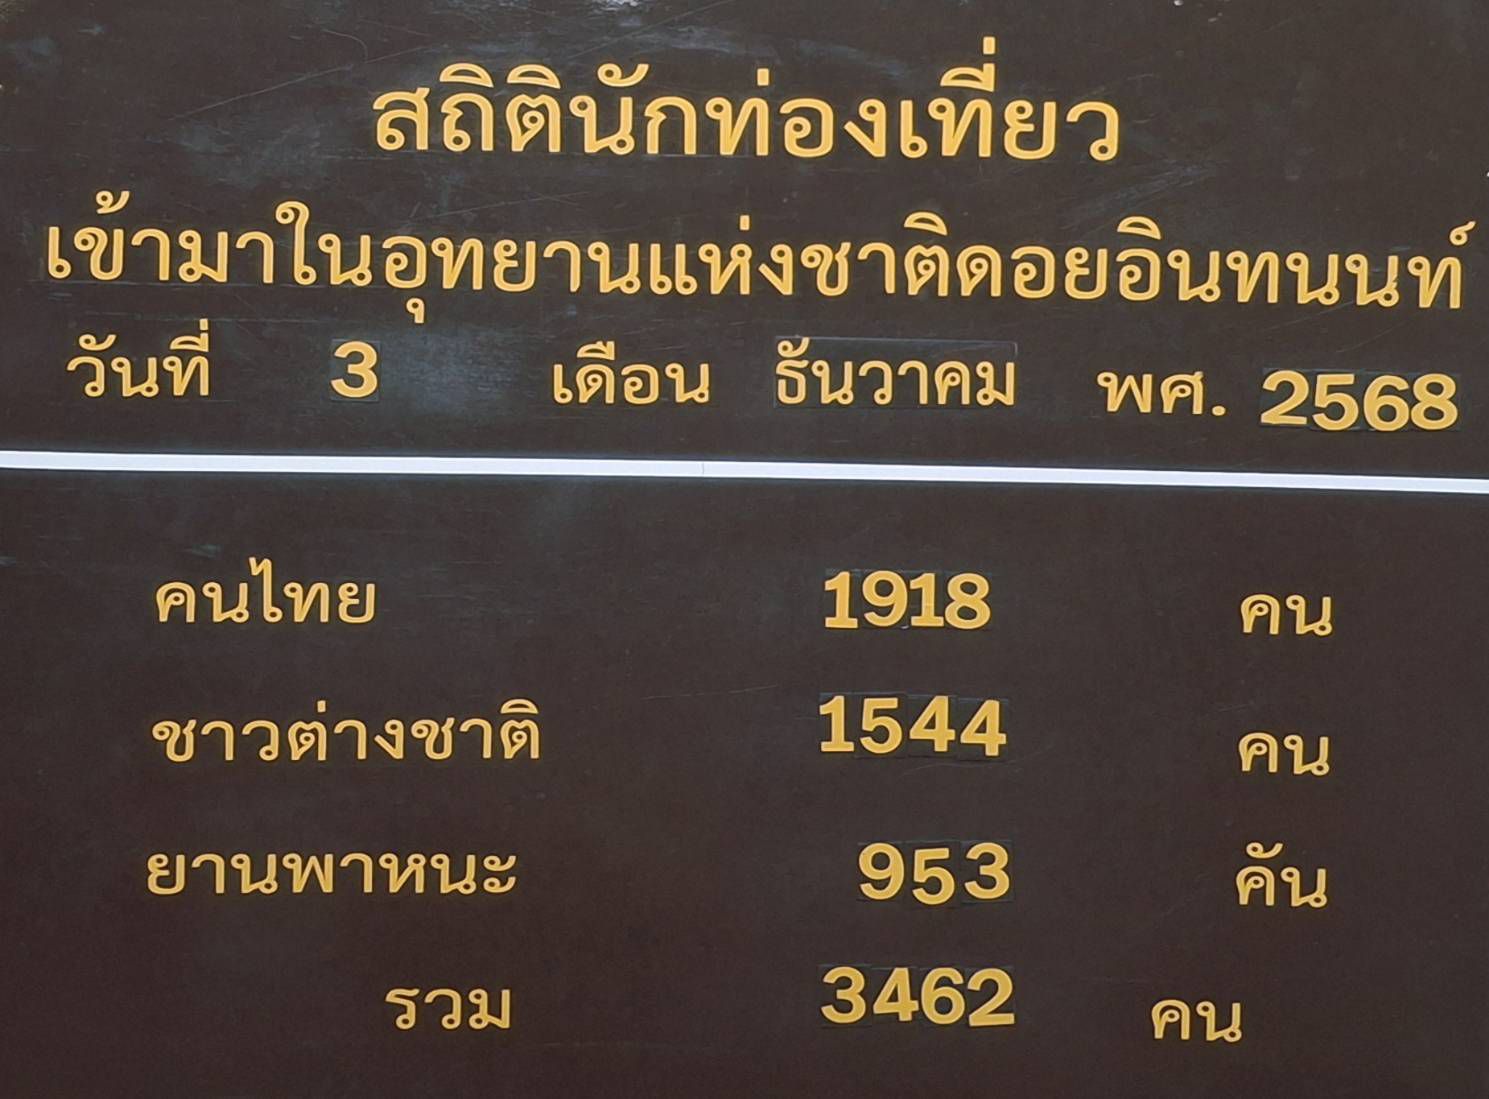 สถิตินักท่องเที่ยว
เข้ามาในอุทยานแห่งชาติดอยอินทนนท์
วันที่ 3 เดือน ธันวาคม พศ. 2568
คนไทย 1918 คน
ชาวต่างชาติ 1544 คน
ยานพาหนะ 953 คัน
รวม 3462 คน